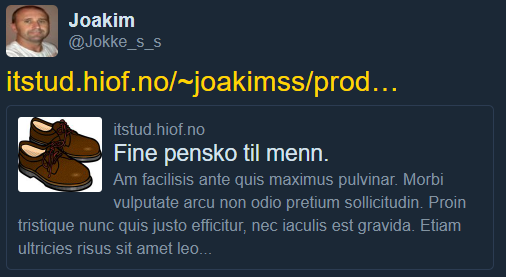 Joakim
@Jokke_s_s
itstud.hiof.no/~joakimss/prod…
itstud.hiof.no
Fine pensko til menn.
Am facilisis ante quis maximus pulvinar. Morbi
vulputate arcu non odio pretium sollicitudin. Proin
tristique nunc quis justo efficitur, nec iaculis est gravida. Etiam
ultricies risus sit amet leo...